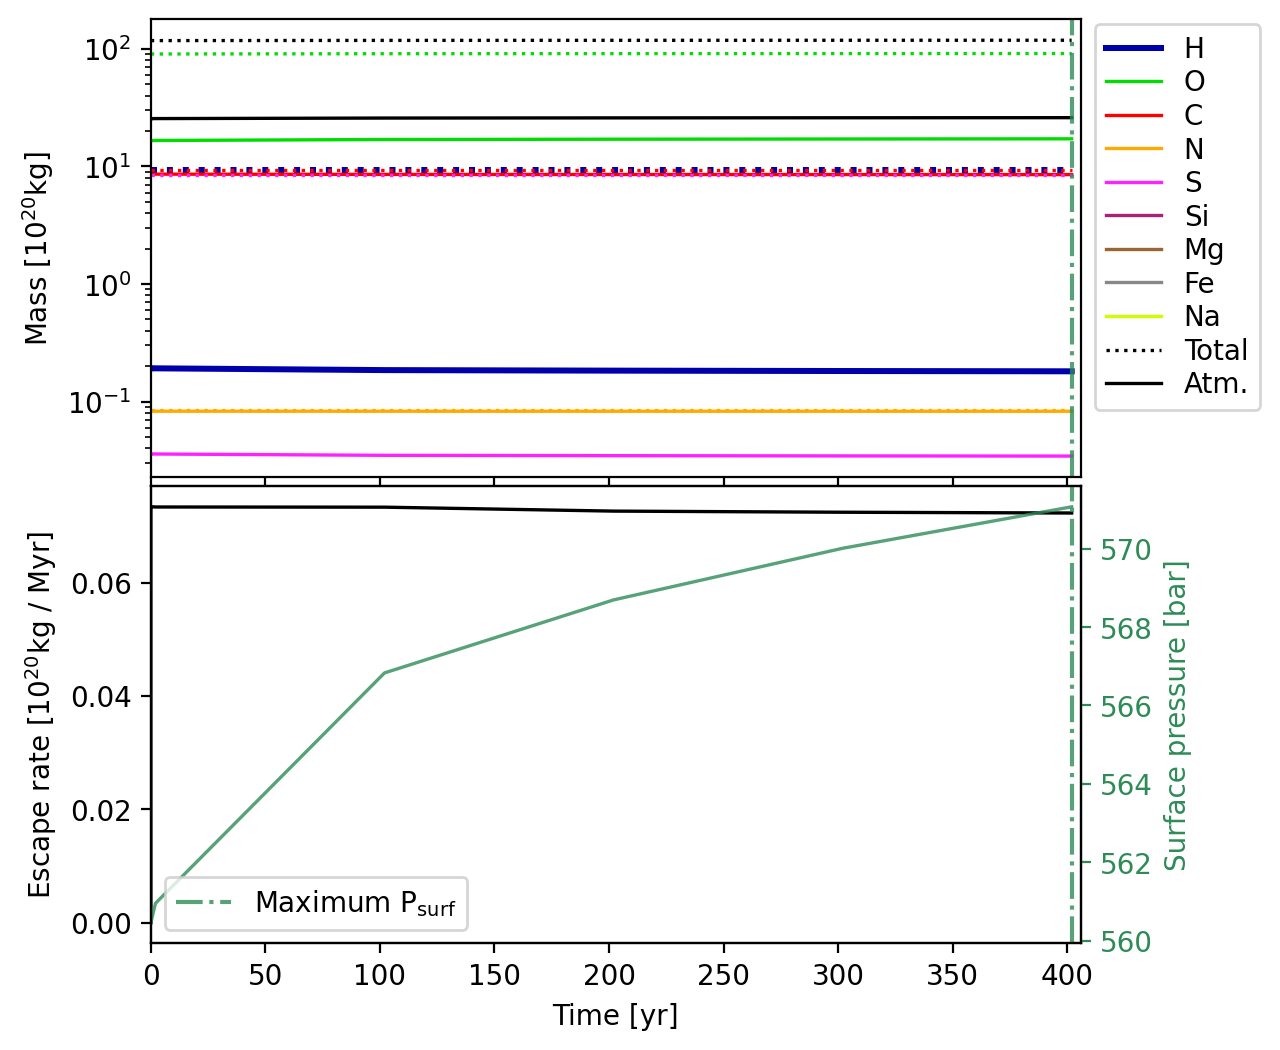 10²
10¹
10⁰
10⁻¹
Mass [10²⁰kg]
H
O
C
N
S
Si
Mg
Fe
Na
Total
Atm.
0.06
0.04
0.02
0.00
Escape rate [10²⁰kg / Myr]
570
568
566
564
562
560
Surface pressure [bar]
Maximum P_surf
0 50 100 150 200 250 300 350 400
Time [yr]